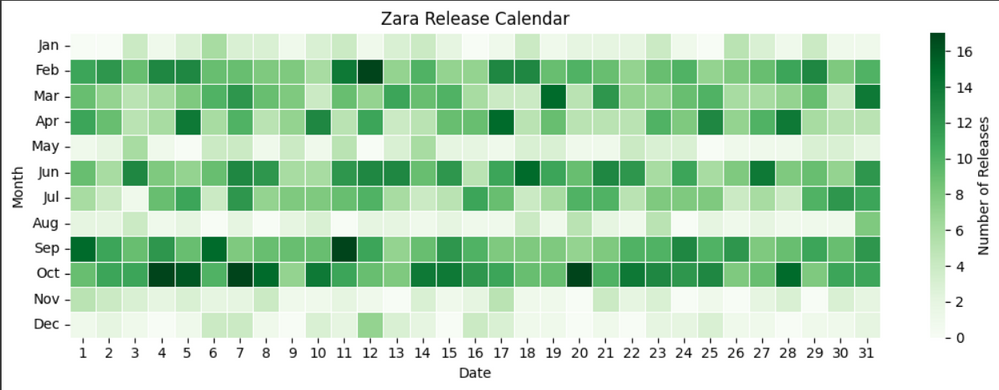 Zara Release Calendar
Jan
Feb
Mar
Apr
May
Jun
Jul
Aug
Sep
Oct
Nov
Dec
Month
1 2 3 4 5 6 7 8 9 10 11 12 13 14 15 16 17 18 19 20 21 22 23 24 25 26 27 28 29 30 31
Date
16
14
12
10
8
6
4
2
0
Number of Releases